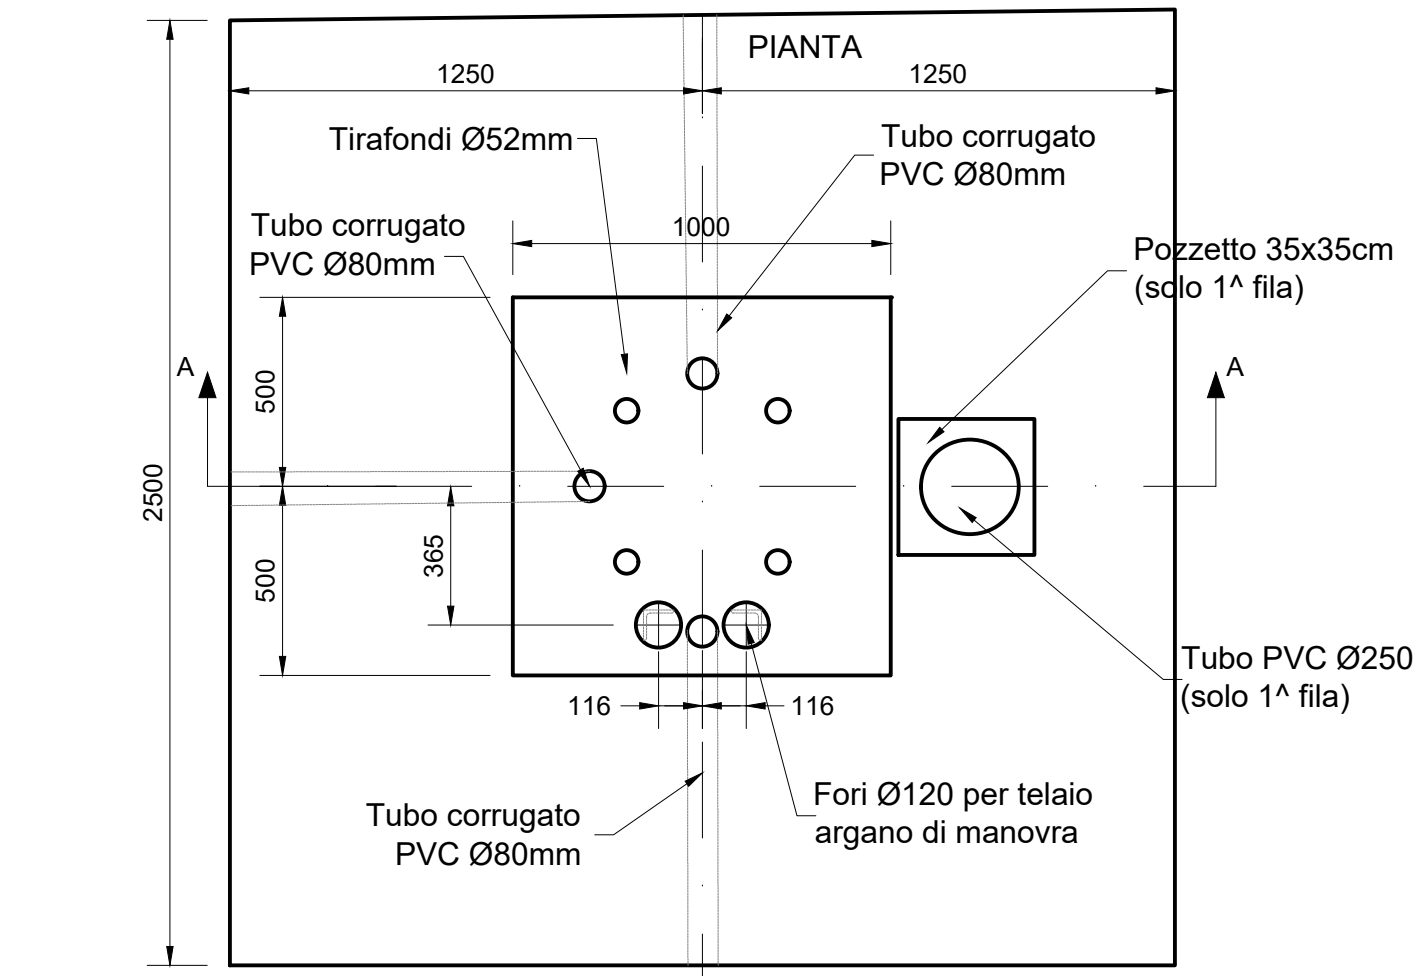 PIANTA
1250
1250
Tirafondi Ø52mm
Tubo corrugato
PVC Ø80mm
Tubo corrugato
PVC Ø80mm
1000
Pozzetto 35x35cm
(solo 1^ fila)
A
A
500
2500
365
500
Tubo PVC Ø250
(solo 1^ fila)
116
116
Fori Ø120 per telaio
argano di manovra
Tubo corrugato
PVC Ø80mm